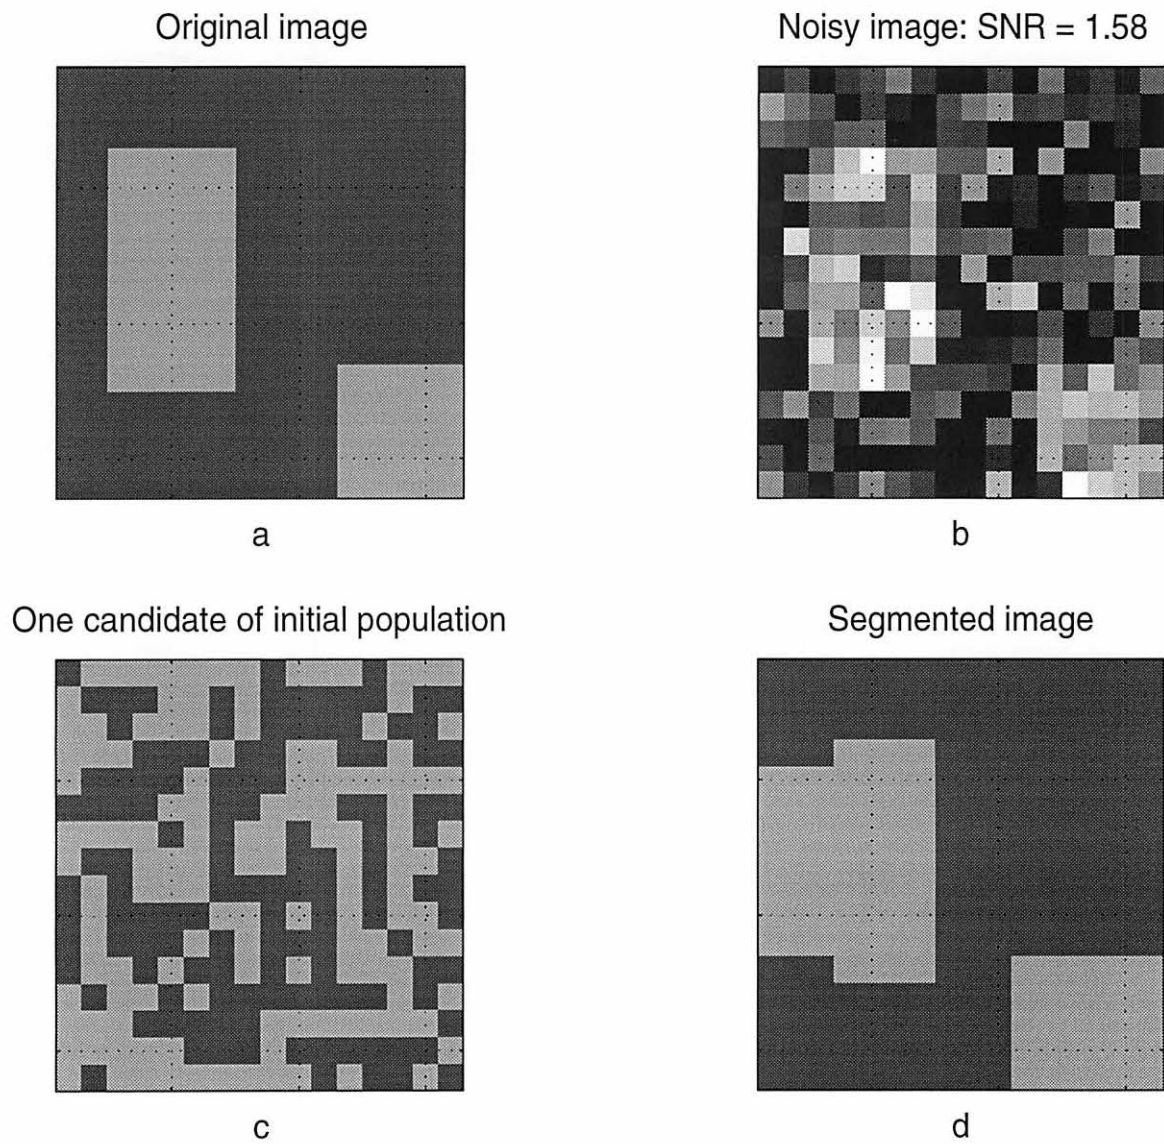 Original image
Noisy image: SNR = 1.58
a
b
One candidate of initial population
Segmented image
c
d